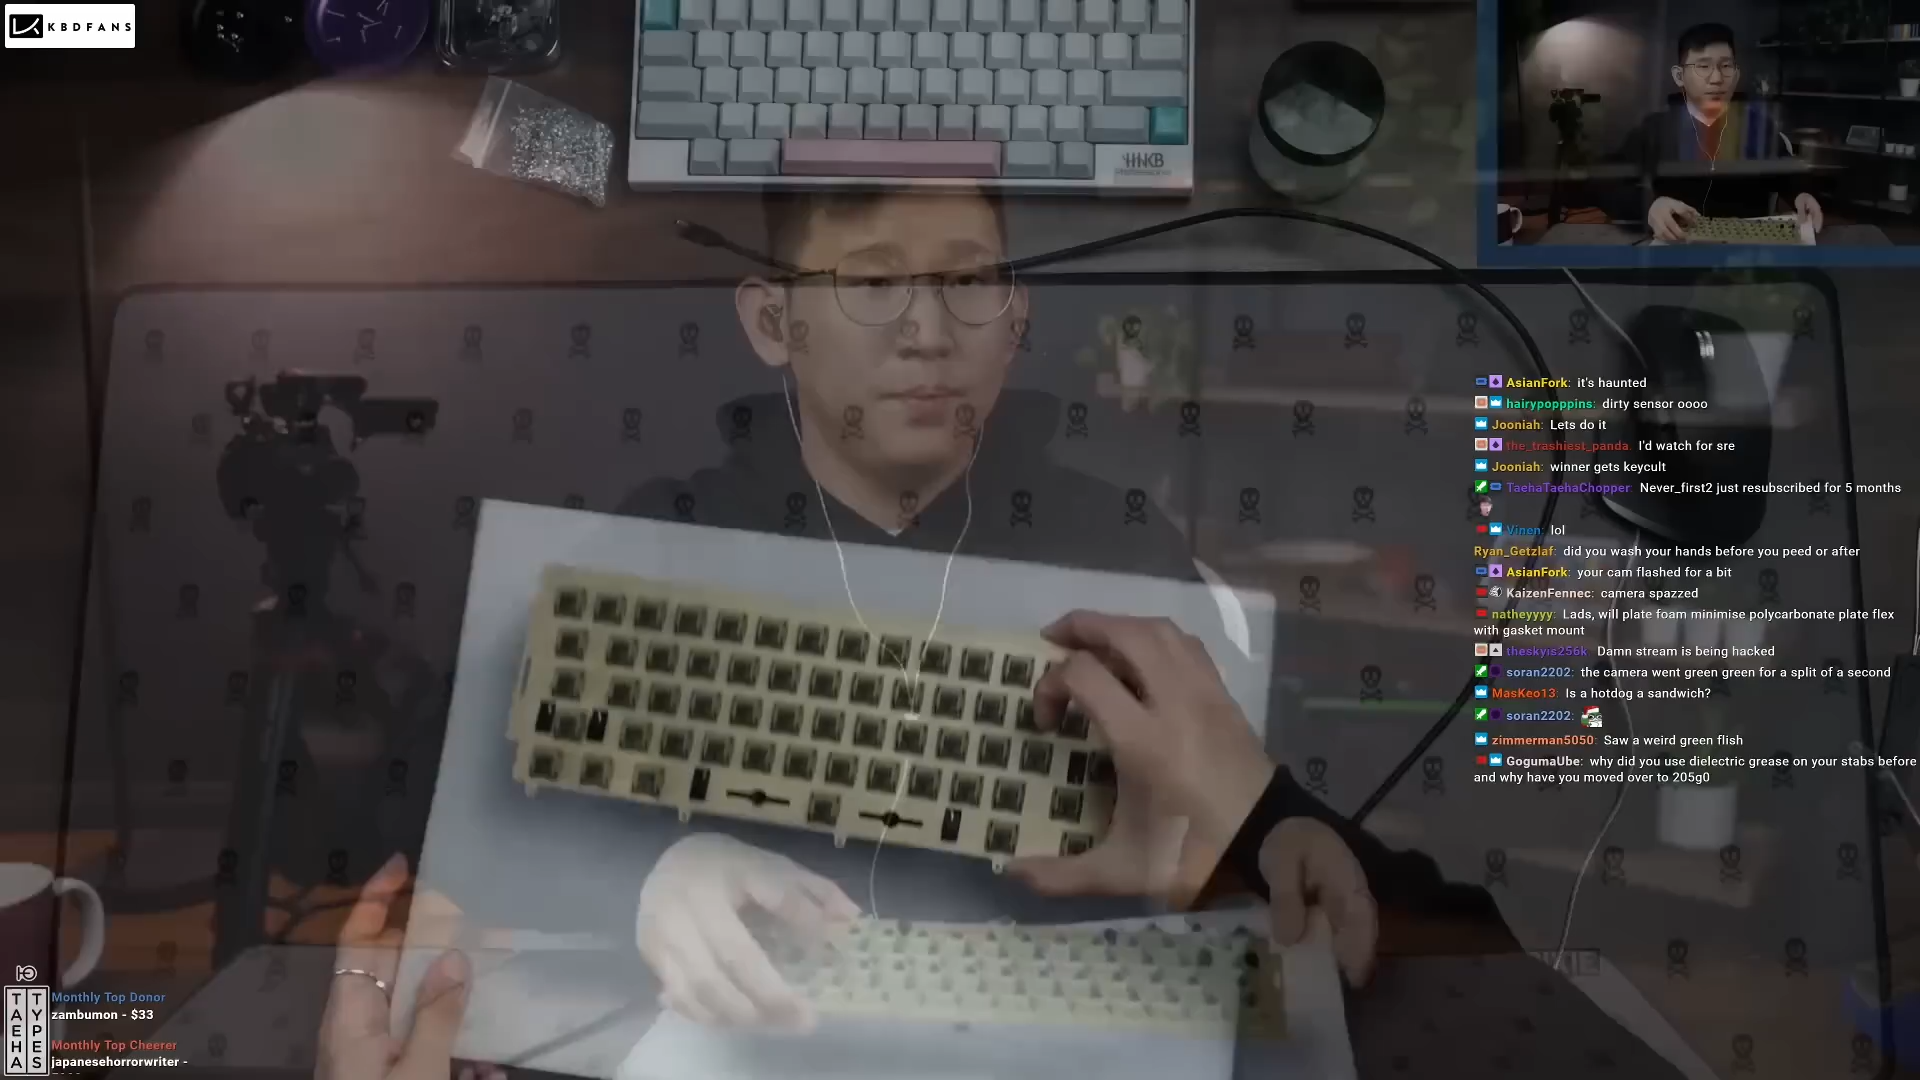 KBDFANS
HHKB
Professional
AsianFork: it's haunted
hairypopppins: dirty sensor oooo
Jooniah: Lets do it
the_trashiest_panda: I'd watch for sre
Jooniah: winner gets keycult
TaehaTaehaChopper: Never_first2 just resubscribed for 5 months
Vinen: lol
Ryan_Getzlaf: did you wash your hands before you peed or after
AsianFork: your cam flashed for a bit
KaizenFennec: camera spazzed
natheyyyy: Lads, will plate foam minimise polycarbonate plate flex
with gasket mount
theskyis256k: Damn stream is being hacked
soran2202: the camera went green green for a split of a second
MasKeo13: Is a hotdog a sandwich?
soran2202:
zimmerman5050: Saw a weird green flish
GogumaUbe: why did you use dielectric grease on your stabs before
and why have you moved over to 205g0
TAEHA
TYPES
Monthly Top Donor
zambumon - $33
Monthly Top Cheerer
japanesehorrorwriter -